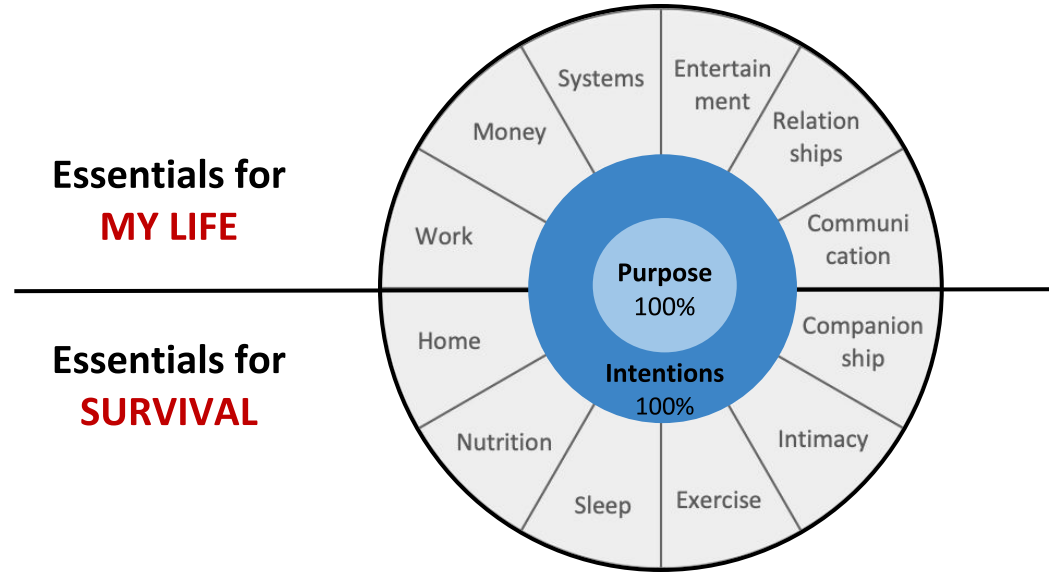 Essentials for
MY LIFE
Essentials for
SURVIVAL
Systems
Entertain
ment
Money
Relation
ships
Work
Communi
cation
Purpose
100%
Intentions
100%
Home
Companion
ship
Nutrition
Intimacy
Sleep
Exercise